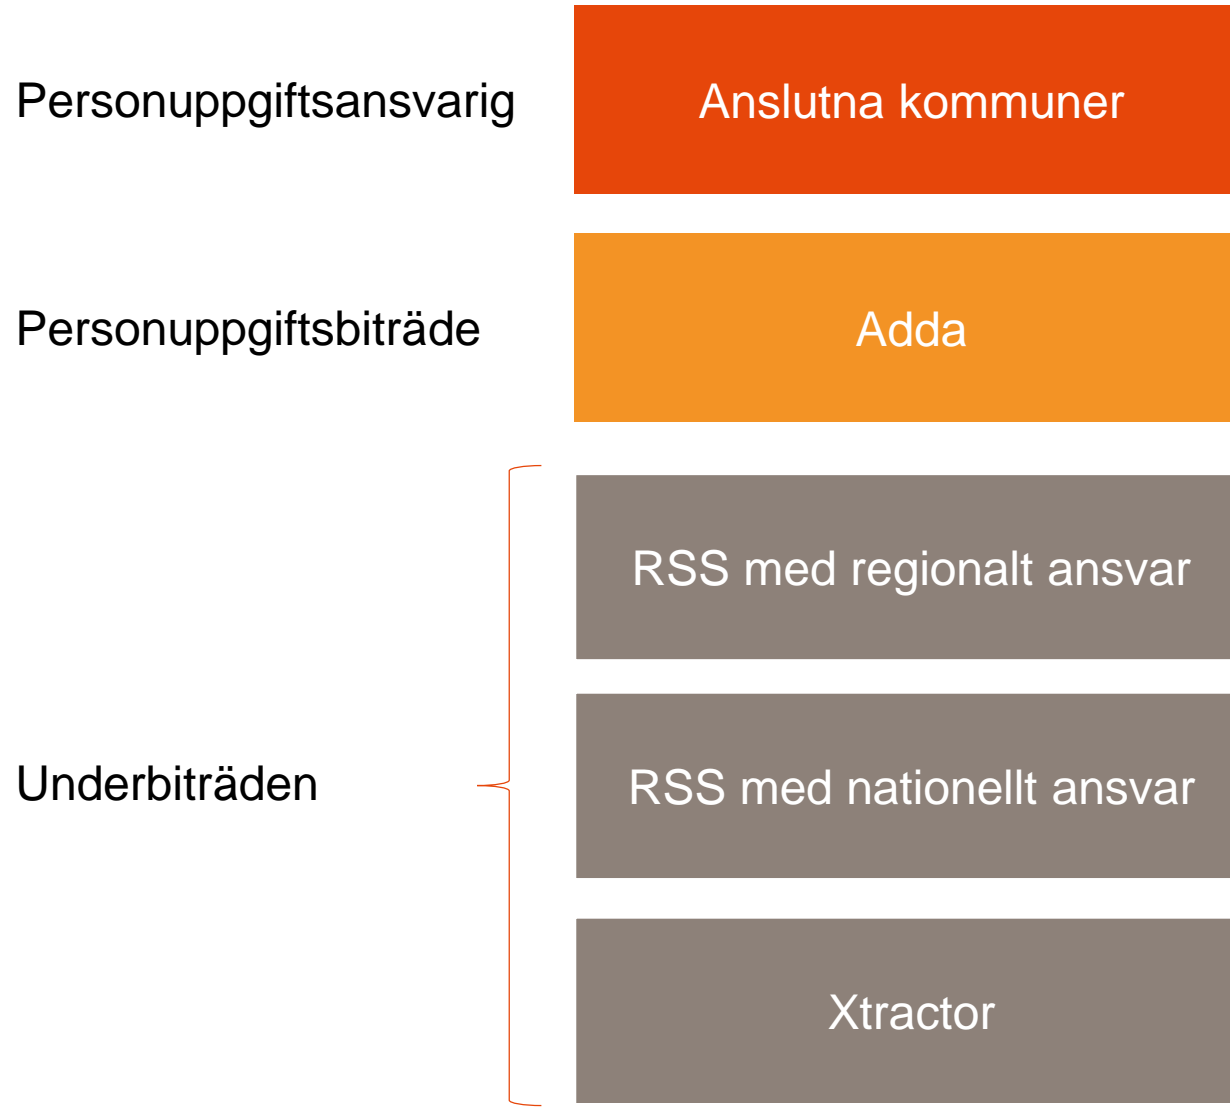 Personuppgiftsansvarig
Anslutna kommuner
Personuppgiftsbiträde
Adda
Underbiträden
RSS med regionalt ansvar
RSS med nationellt ansvar
Xtractor